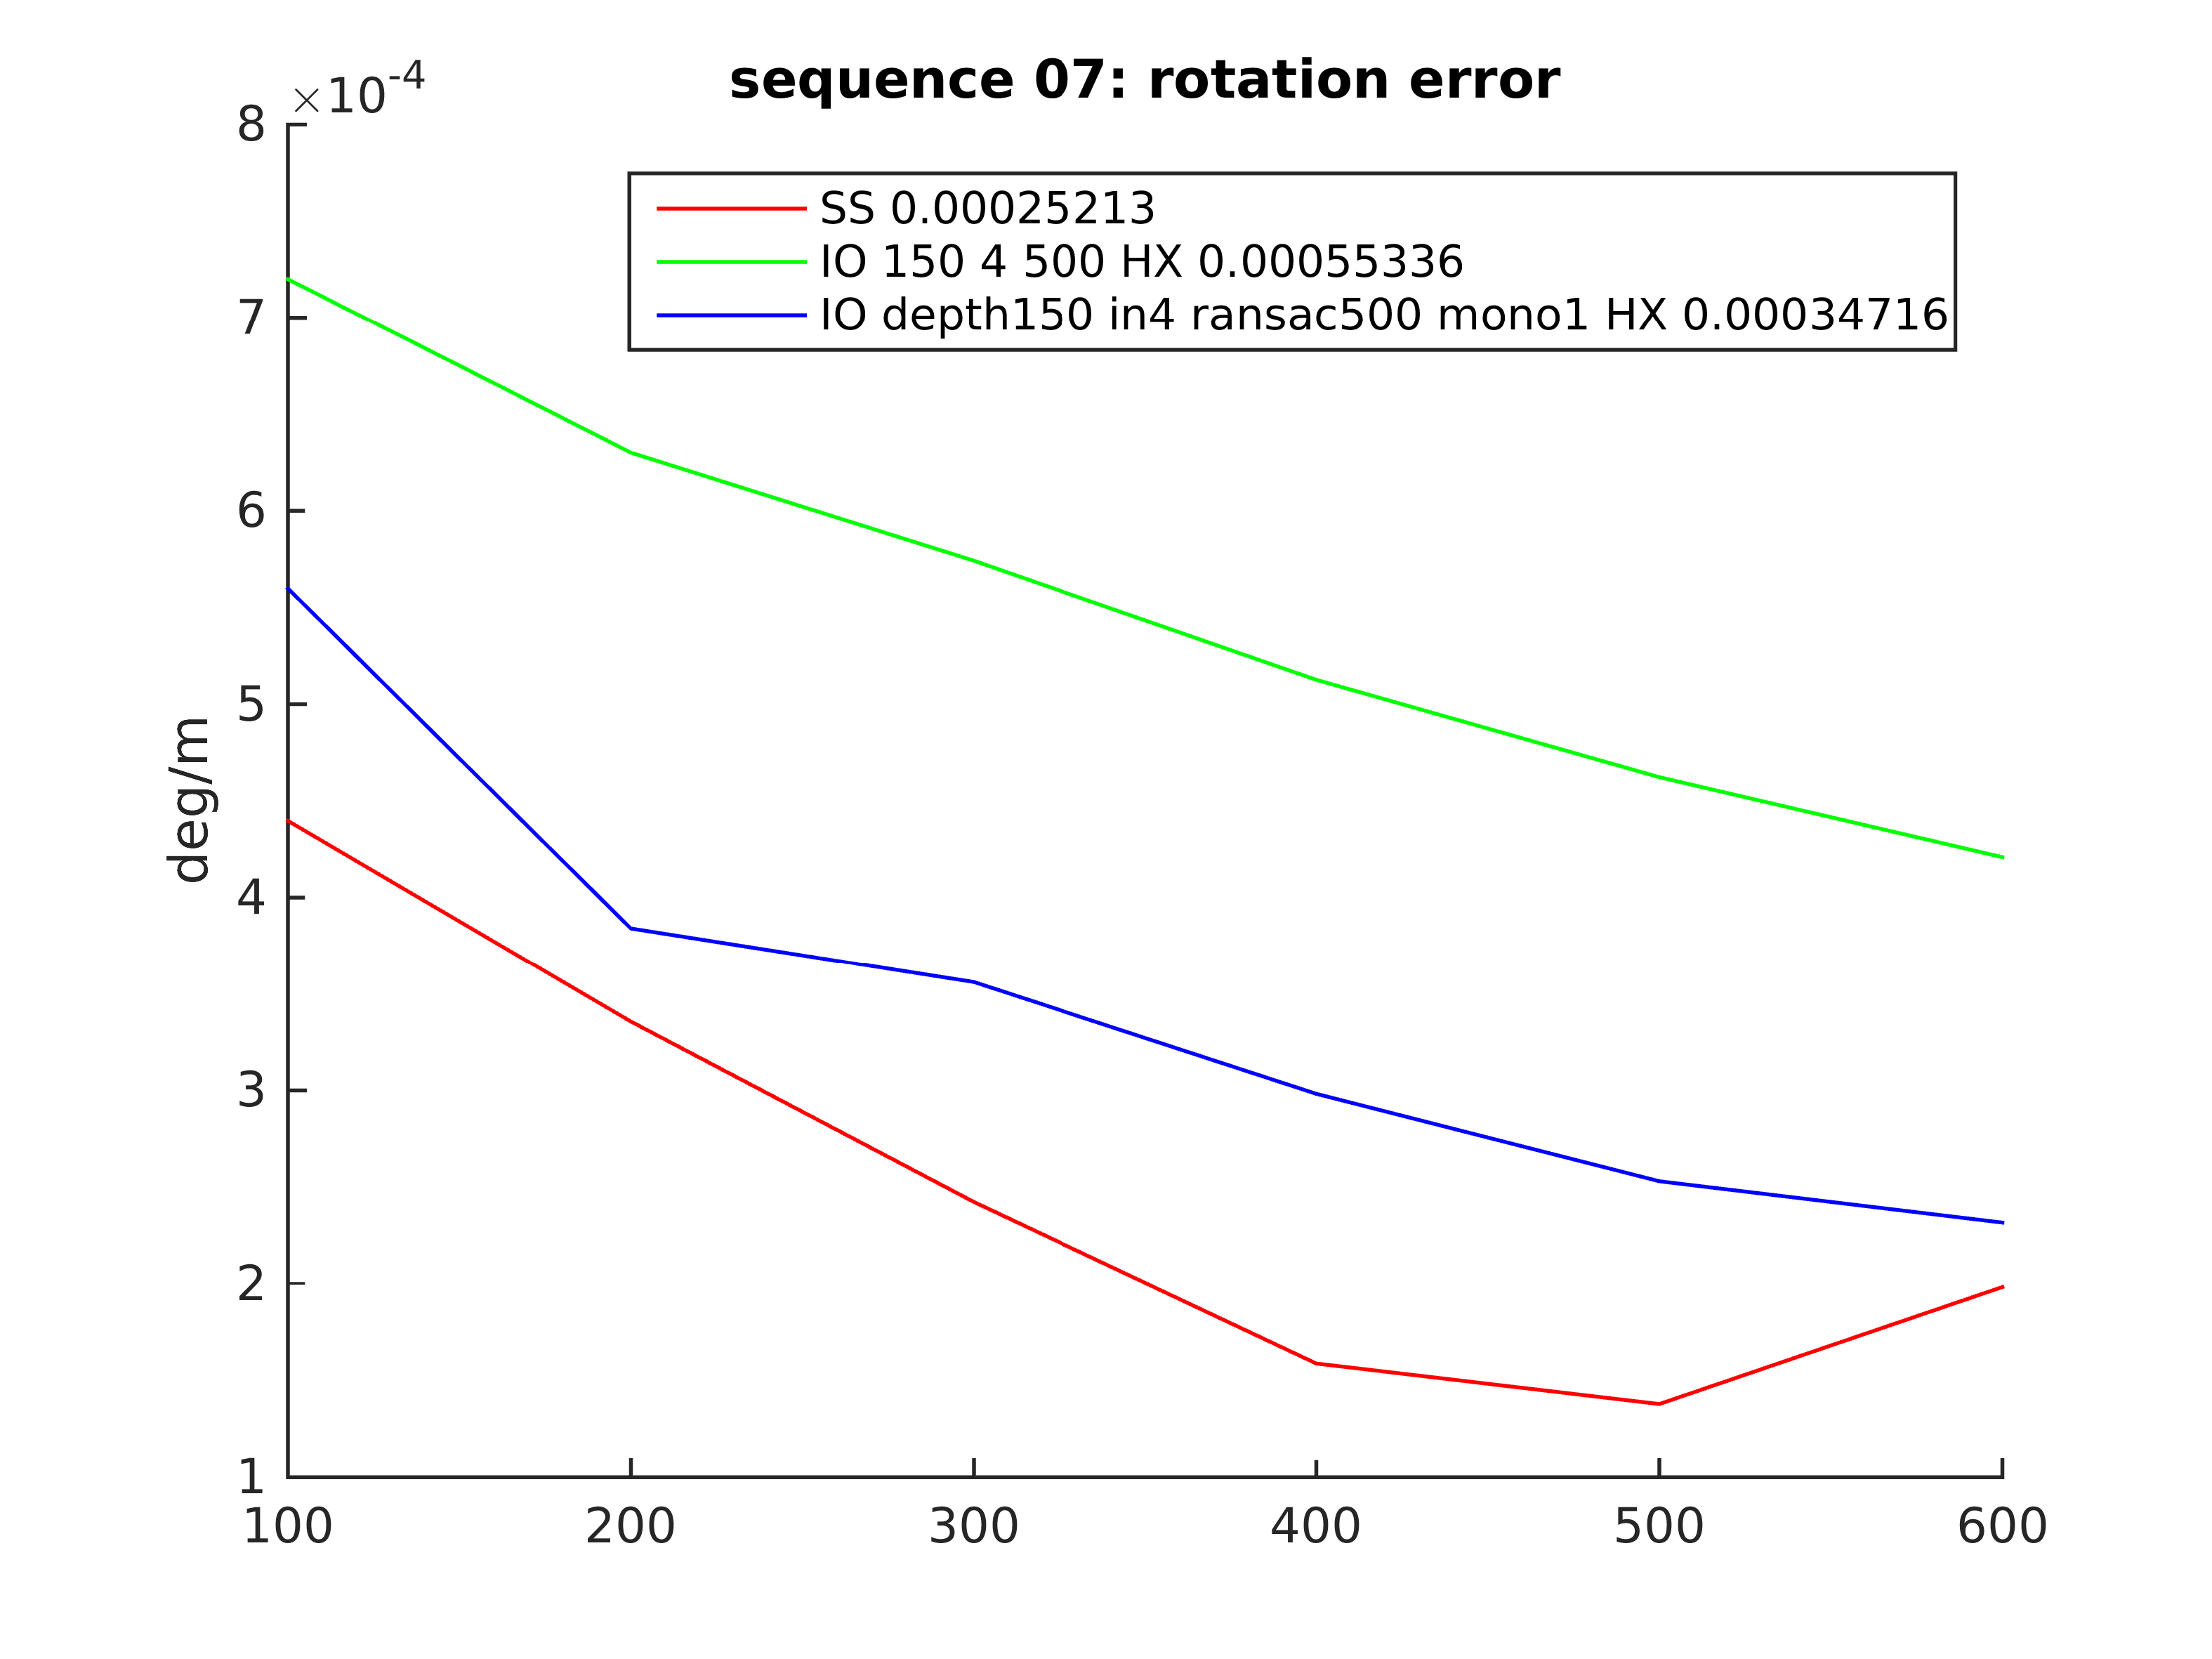 sequence 07: rotation error
×10-4
SS 0.00025213
IO 150 4 500 HX 0.00055336
IO depth150 in4 ransac500 mono1 HX 0.00034716
deg/m
8
7
6
5
4
3
2
1
100 200 300 400 500 600